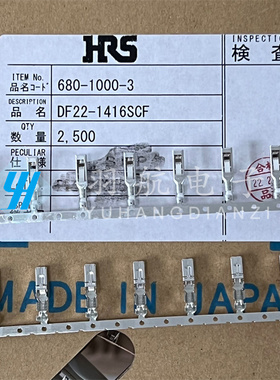 HRS
INSPECTION
ITEM No.
品名コード
680-1000-3
検査
DESCRIPTION
品名
DF22-1416SCF
QTY
数量
2,500
PECULIAR
仕様
YUHANGDIANZI
MADE IN JAPAN